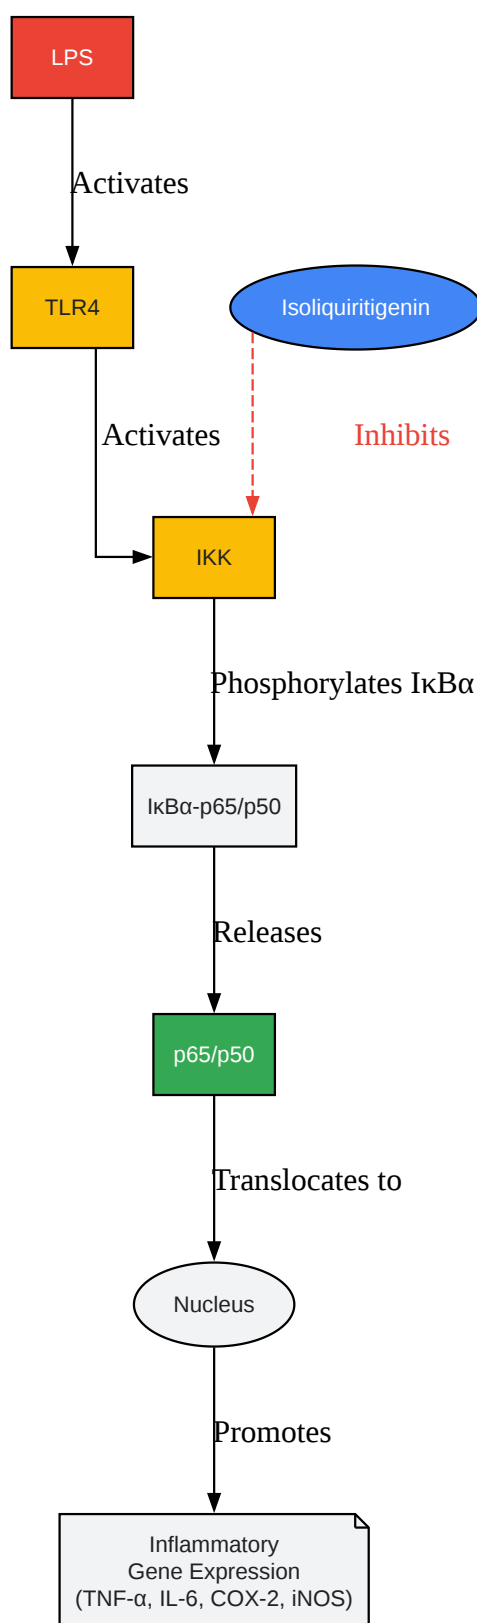 LPS
Activates
TLR4
Isoliquiritigenin
Activates
Inhibits
IKK
Phosphorylates IκBα
IκBα-p65/p50
Releases
p65/p50
Translocates to
Nucleus
Promotes
Inflammatory
Gene Expression
(TNF-α, IL-6, COX-2, iNOS)